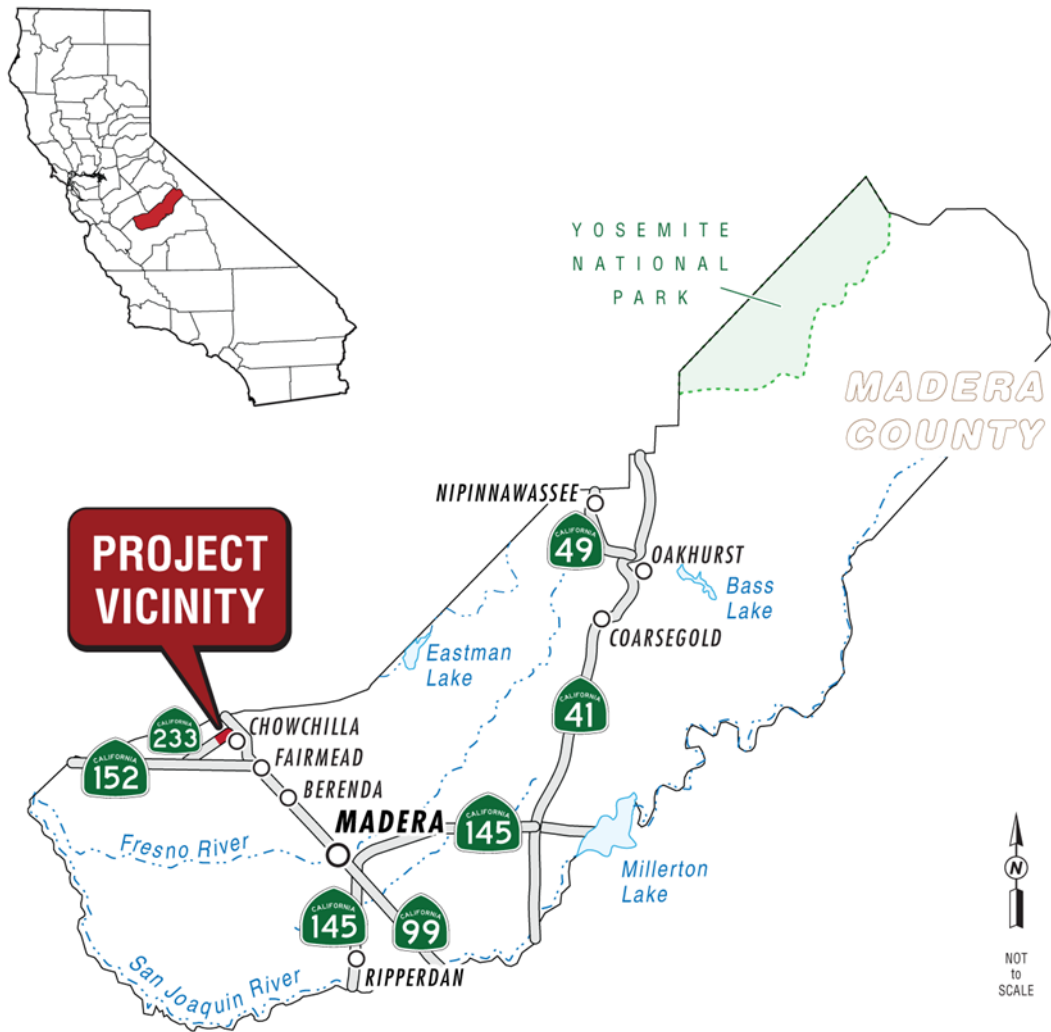 YOSEMITE
NATIONAL
PARK
MADERA
COUNTY
NIPINNAWASSEE
CALIFORNIA
49
OAKHURST
Bass
Lake
PROJECT
VICINITY
COARSEGOLD
Eastman
Lake
CALIFORNIA
41
CALIFORNIA
233
CHOWCHILLA
CALIFORNIA
152
FAIRMEAD
BERENDA
MADERA
CALIFORNIA
145
Fresno River
Millerton
Lake
N
CALIFORNIA
145
CALIFORNIA
99
San Joaquin River
RIPPERDAN
NOT
to
SCALE